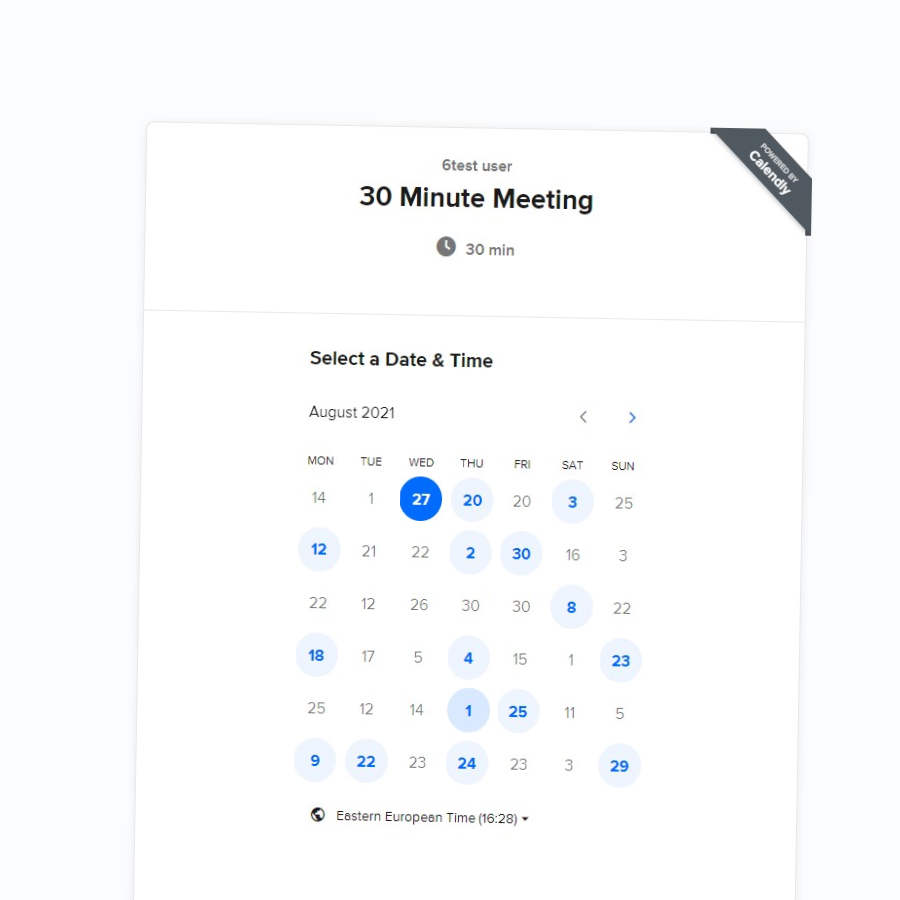 POWERED BY
Calendly
6test user
30 Minute Meeting
30 min
Select a Date & Time
August 2021
MON TUE WED THU FRI SAT SUN
14 1 27 20 20 3 25
12 21 22 2 30 16 3
22 12 26 30 30 8 22
18 17 5 4 15 1 23
25 12 14 1 25 11 5
9 22 23 24 23 3 29
Eastern European Time (16:28)